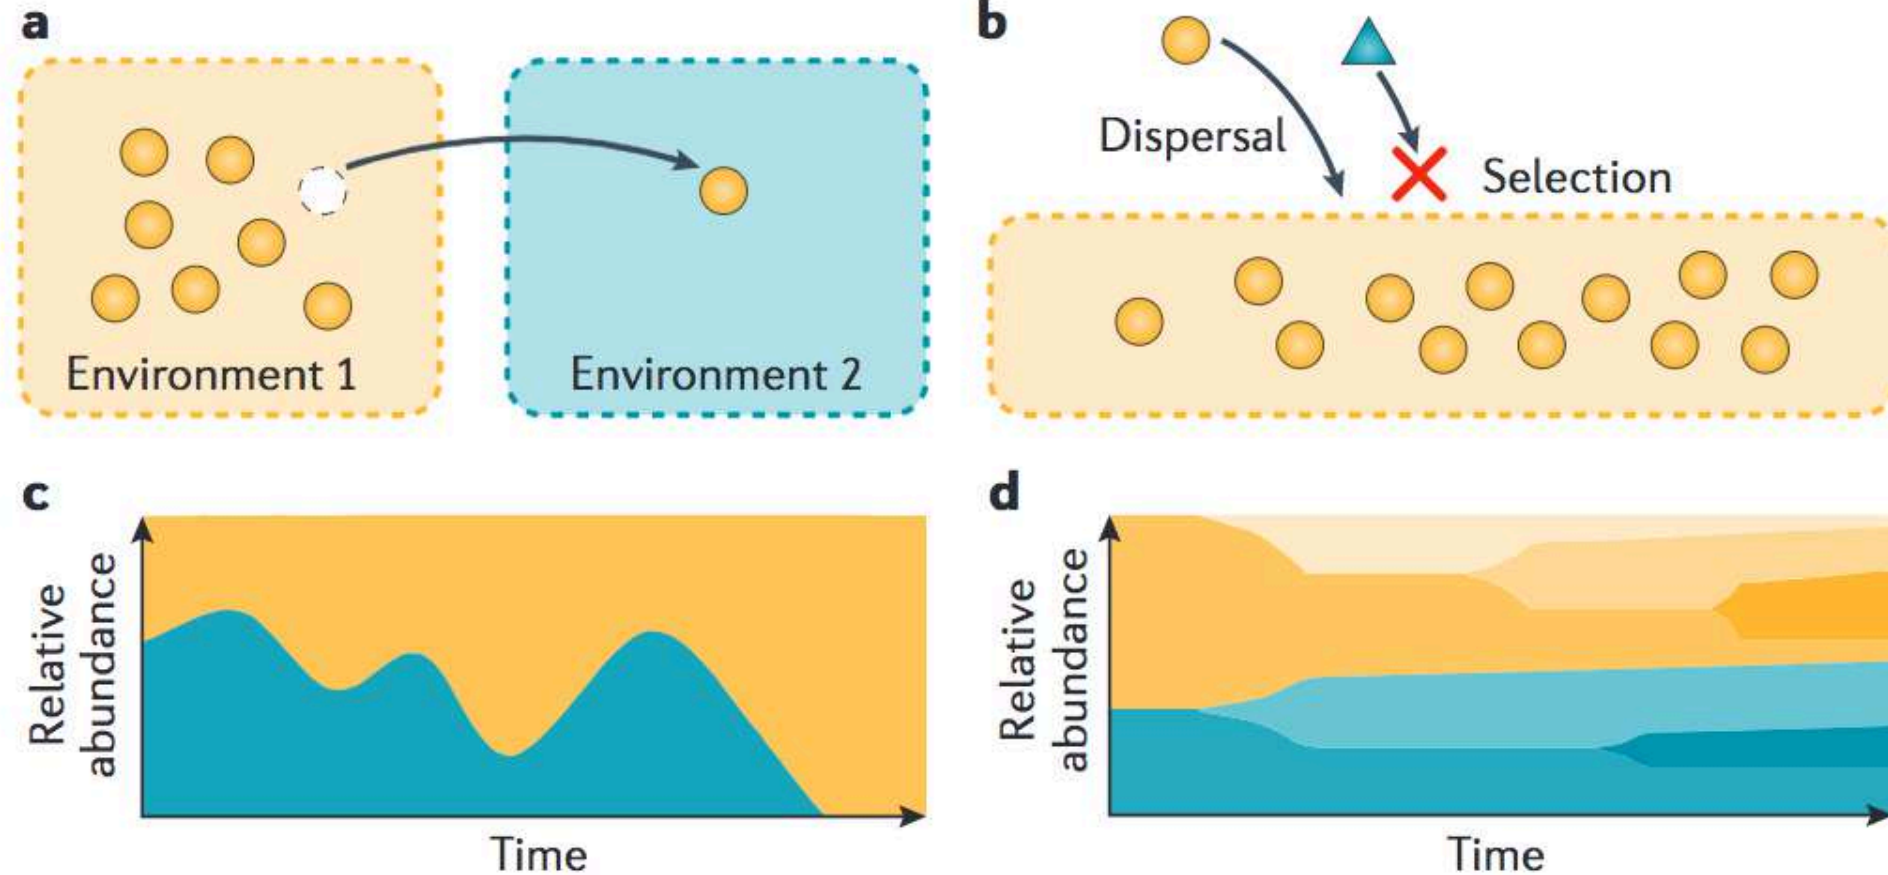 a
Environment 1
Environment 2
b
Dispersal
Selection
c
Relative
abundance
Time
d
Relative
abundance
Time